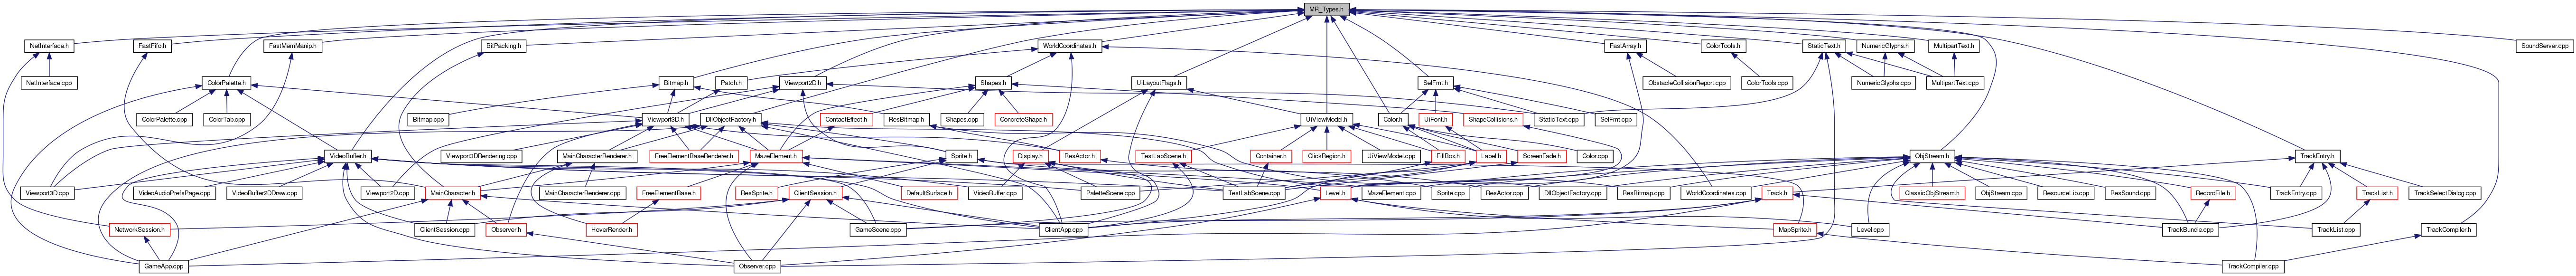 MR_Types.h
NetInterface.h
FastFifo.h
FastMemManip.h
BitPacking.h
WorldCoordinates.h
FastArray.h
ColorTools.h
StaticText.h
NumericGlyphs.h
MultipartText.h
SoundServer.cpp
NetInterface.cpp
ColorPalette.h
Bitmap.h
Patch.h
Viewport2D.h
Shapes.h
UiLayoutFlags.h
SelFmt.h
ObstacleCollisionReport.cpp
ColorTools.cpp
NumericGlyphs.cpp
MultipartText.cpp
ColorPalette.cpp
ColorTab.cpp
Bitmap.cpp
Viewport3D.h
DllObjectFactory.h
ContactEffect.h
ResBitmap.h
Shapes.cpp
ConcreteShape.h
UiViewModel.h
Color.h
UiFont.h
ShapeCollisions.h
StaticText.cpp
SelFmt.cpp
VideoBuffer.h
Viewport3DRendering.cpp
MainCharacterRenderer.h
FreeElementBaseRenderer.h
MazeElement.h
Sprite.h
Display.h
ResActor.h
TestLabScene.h
Container.h
ClickRegion.h
UiViewModel.cpp
FillBox.h
Label.h
ScreenFade.h
Color.cpp
ObjStream.h
TrackEntry.h
Viewport3D.cpp
VideoAudioPrefsPage.cpp
VideoBuffer2DDraw.cpp
Viewport2D.cpp
MainCharacter.h
MainCharacterRenderer.cpp
FreeElementBase.h
ResSprite.h
ClientSession.h
DefaultSurface.h
VideoBuffer.cpp
PaletteScene.cpp
TestLabScene.cpp
Level.h
MazeElement.cpp
Sprite.cpp
ResActor.cpp
DllObjectFactory.cpp
ResBitmap.cpp
WorldCoordinates.cpp
Track.h
ClassicObjStream.h
ObjStream.cpp
ResourceLib.cpp
ResSound.cpp
RecordFile.h
TrackEntry.cpp
TrackList.h
TrackSelectDialog.cpp
NetworkSession.h
ClientSession.cpp
Observer.h
HoverRender.h
GameScene.cpp
ClientApp.cpp
MapSprite.h
Level.cpp
TrackBundle.cpp
TrackList.cpp
TrackCompiler.h
GameApp.cpp
Observer.cpp
TrackCompiler.cpp